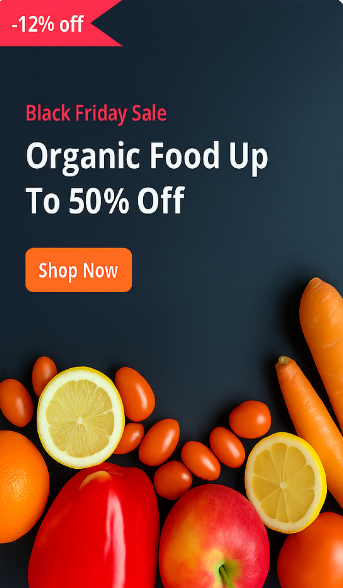 -12% off
Black Friday Sale
Organic Food Up
To 50% Off
Shop Now